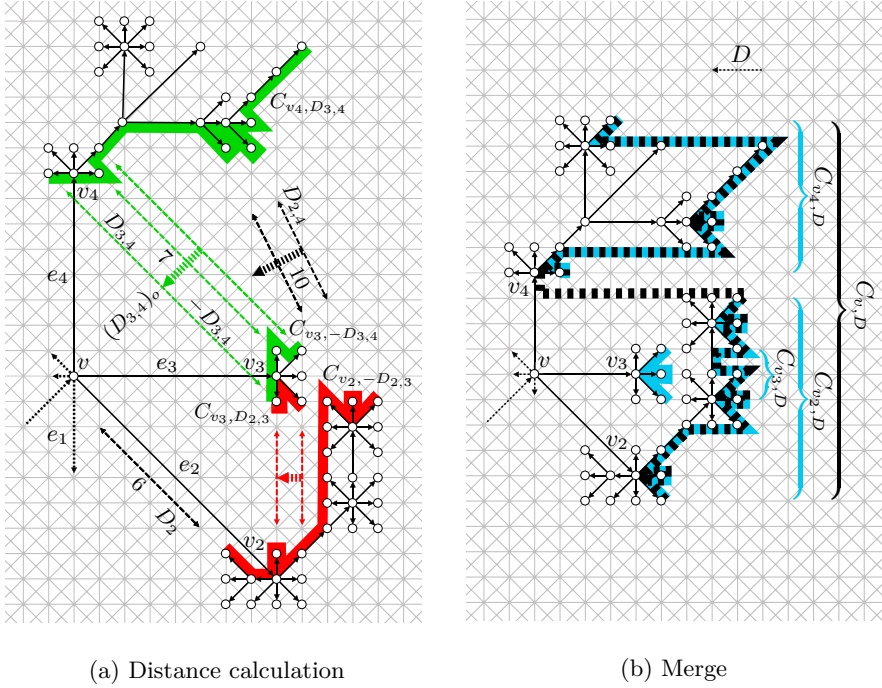 D
C_{v_4,D_{3,4}}
v_4
D_{3,4}
7
D_{2,4}
10
e_4
(D_{3,4})_o
-D_{3,4}
C_{v_3,-D_{3,4}}
v
e_3
v_3
C_{v_2,-D_{2,3}}
C_{v_3,D_{2,3}}
e_1
e_2
6
D_2
v_2
C_{v_4,D}
v_4
C_{v,D}
v
v_3
C_{v_3,D}
C_{v_2,D}
v_2
(a) Distance calculation
(b) Merge